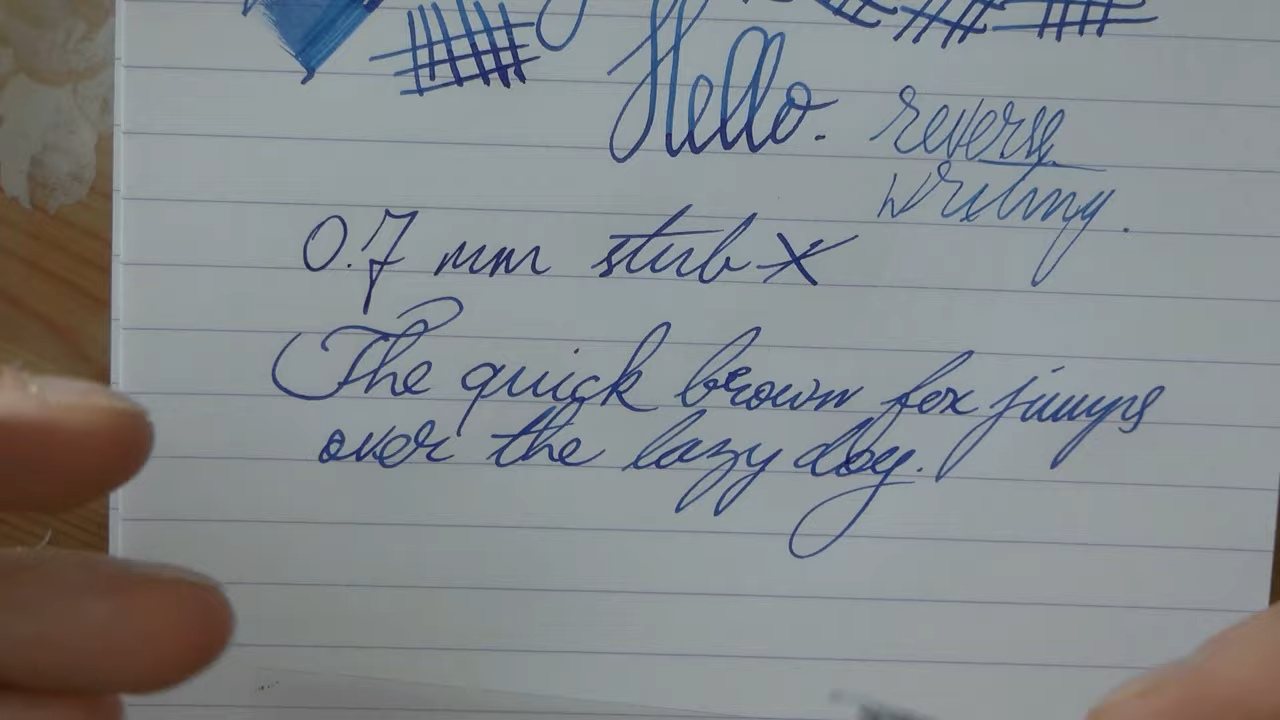 Hello.
reverse
writing.
0.7 mm stub X
The quick brown fox jumps
over the lazy dog.